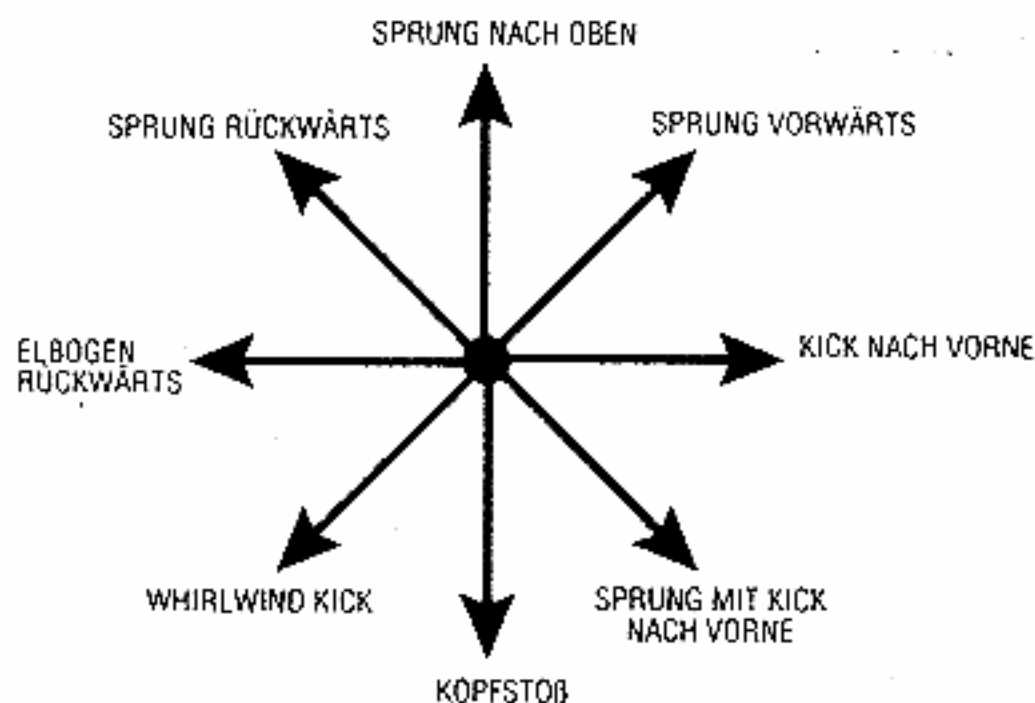 SPRUNG NACH OBEN
SPRUNG RÜCKWÄRTS
SPRUNG VORWÄRTS
ELBOGEN
RÜCKWÄRTS
KICK NACH VORNE
WHIRLWIND KICK
SPRUNG MIT KICK
NACH VORNE
KOPFSTOß